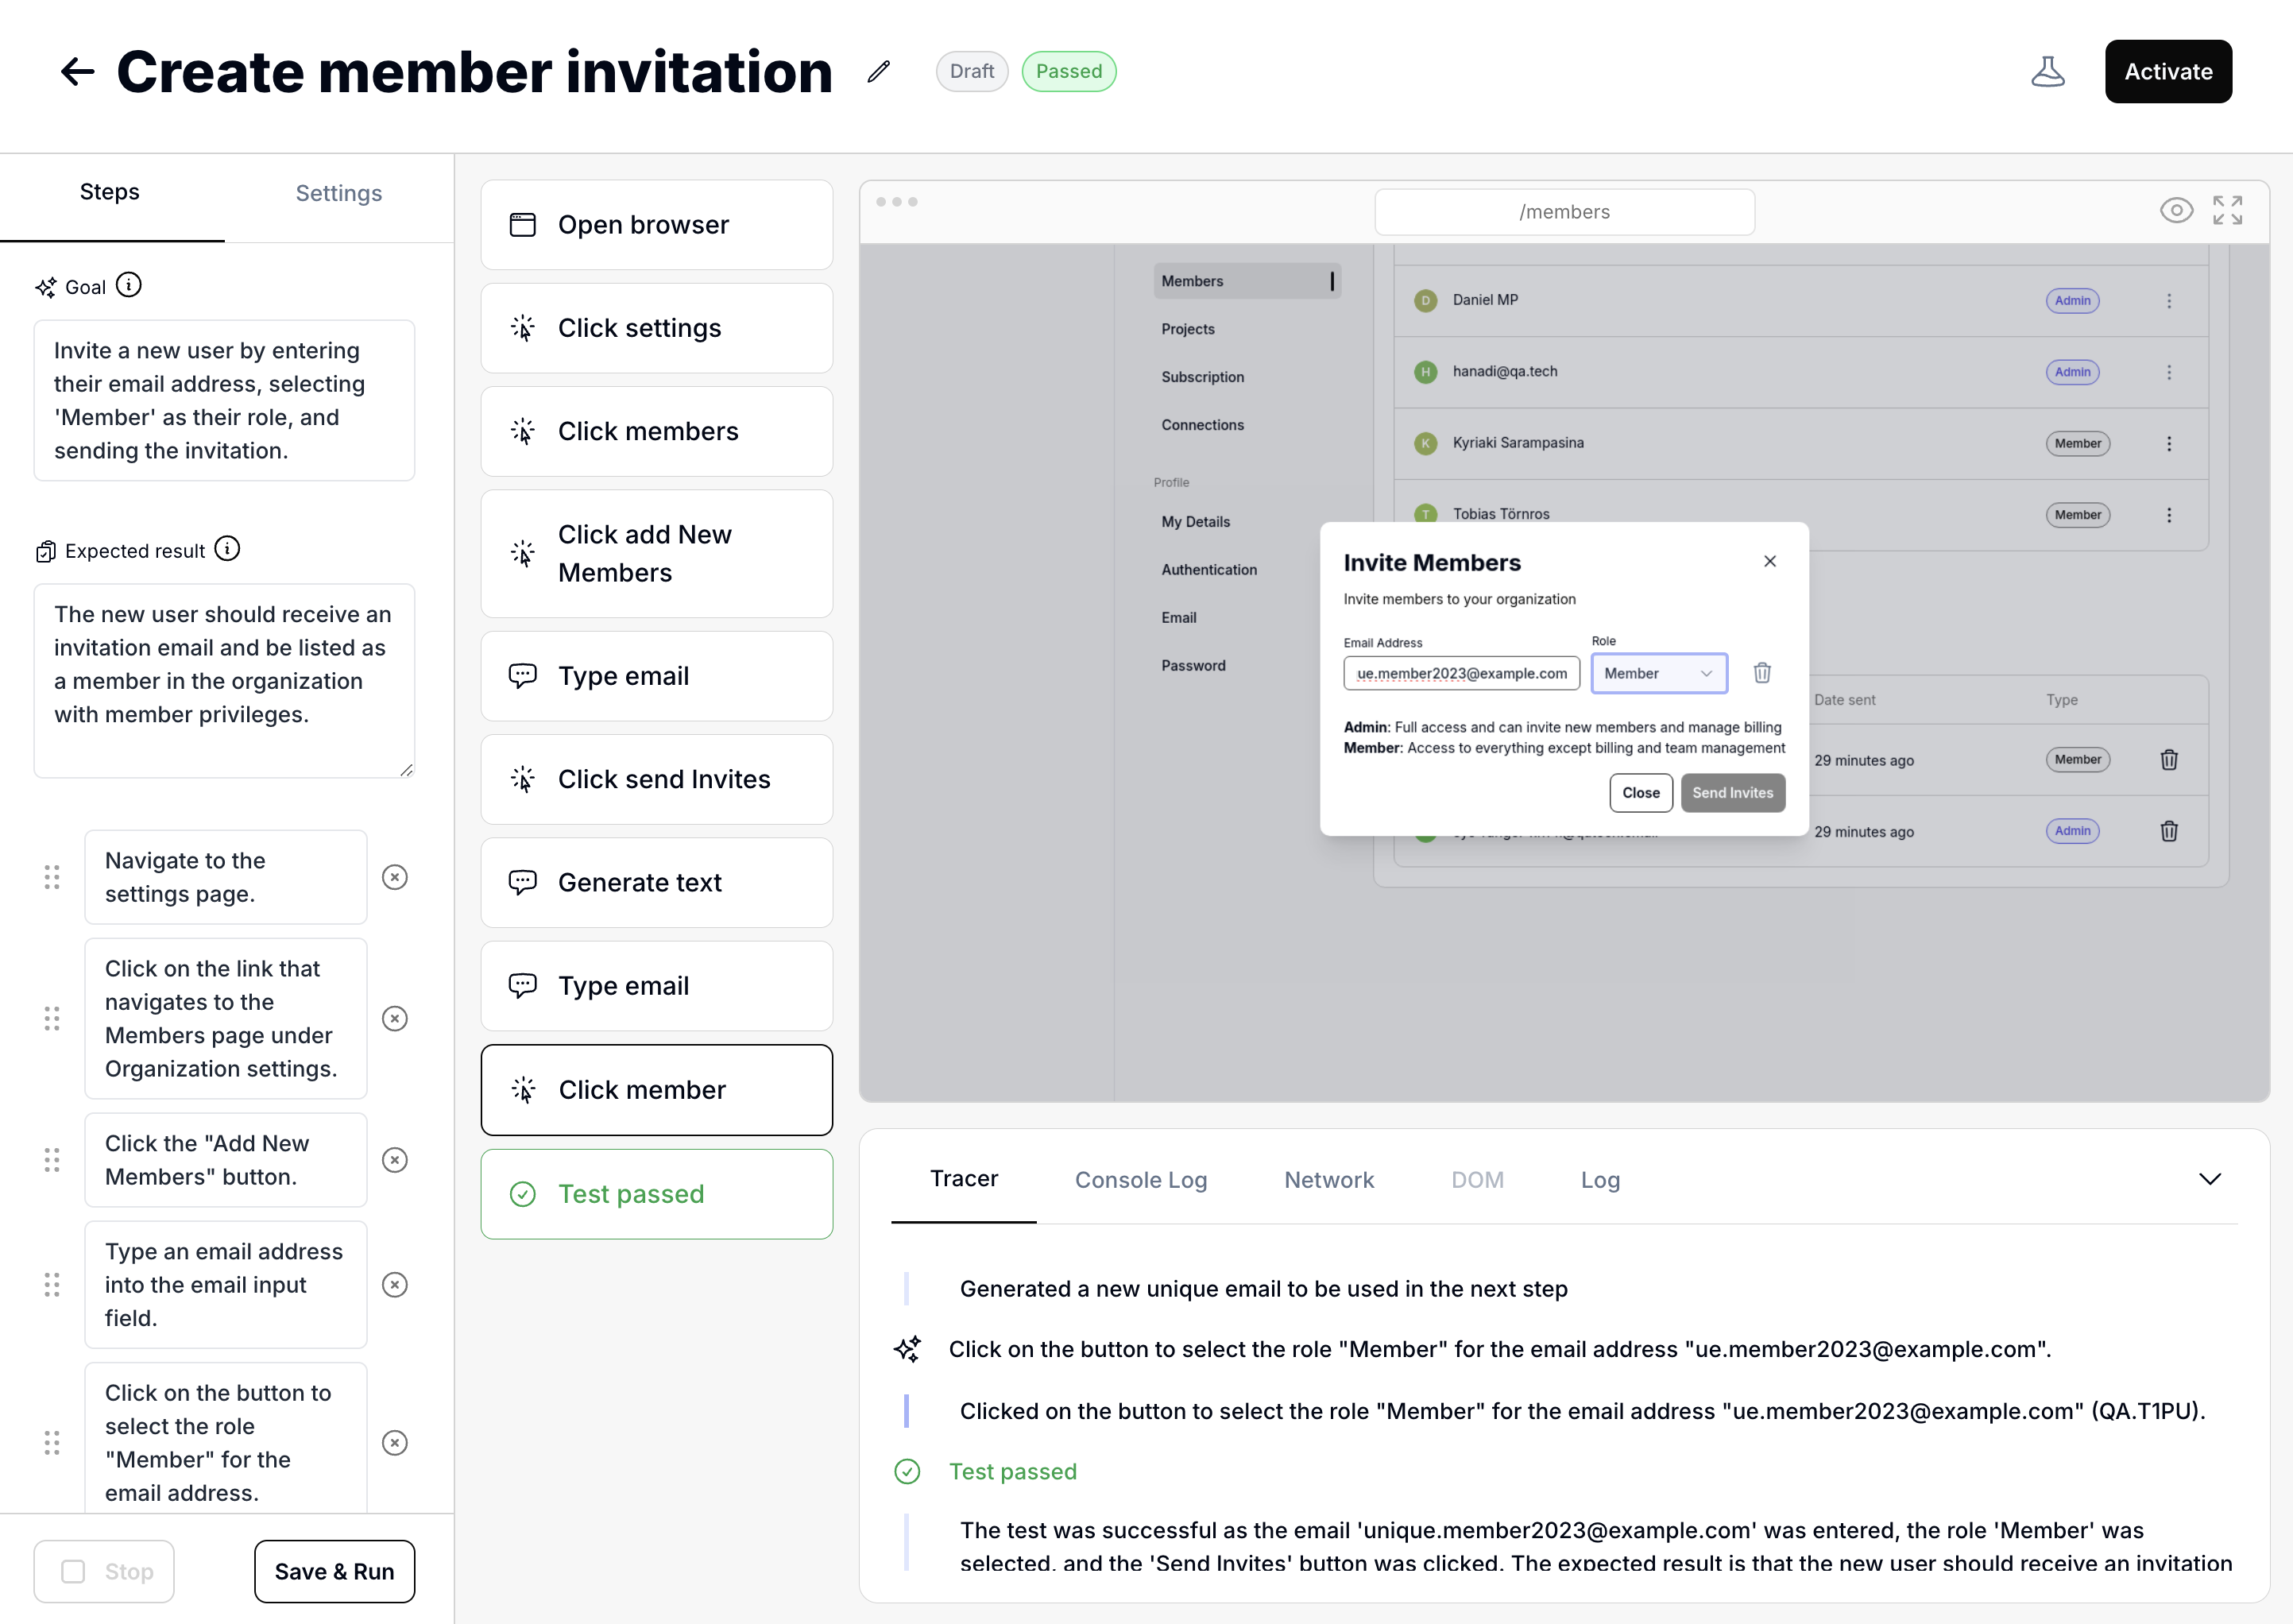 Create member invitation
Draft
Passed
Activate
Steps
Settings
Goal
Invite a new user by entering
their email address, selecting
'Member' as their role, and
sending the invitation.
Expected result
The new user should receive an
invitation email and be listed as
a member in the organization
with member privileges.
Navigate to the
settings page.
Click on the link that
navigates to the
Members page under
Organization settings.
Click the "Add New
Members" button.
Type an email address
into the email input
field.
Click on the button to
select the role
"Member" for the
email address.
Stop
Save & Run
Open browser
Click settings
Click members
Click add New
Members
Type email
Click send Invites
Generate text
Type email
Click member
Test passed
/members
Members
Projects
Subscription
Connections
Profile
My Details
Authentication
Email
Password
D Daniel MP Admin
H hanadi@qa.tech Admin
K Kyriaki Sarampasina Member
T Tobias Törnros Member
Date sent Type
29 minutes ago Member
29 minutes ago Admin
Invite Members
Invite members to your organization
Email Address Role
ue.member2023@example.com Member
Admin: Full access and can invite new members and manage billing
Member: Access to everything except billing and team management
Close Send Invites
Tracer Console Log Network DOM Log
Generated a new unique email to be used in the next step
Click on the button to select the role "Member" for the email address "ue.member2023@example.com".
Clicked on the button to select the role "Member" for the email address "ue.member2023@example.com" (QA.T1PU).
Test passed
The test was successful as the email 'unique.member2023@example.com' was entered, the role 'Member' was
selected, and the 'Send Invites' button was clicked. The expected result is that the new user should receive an invitation